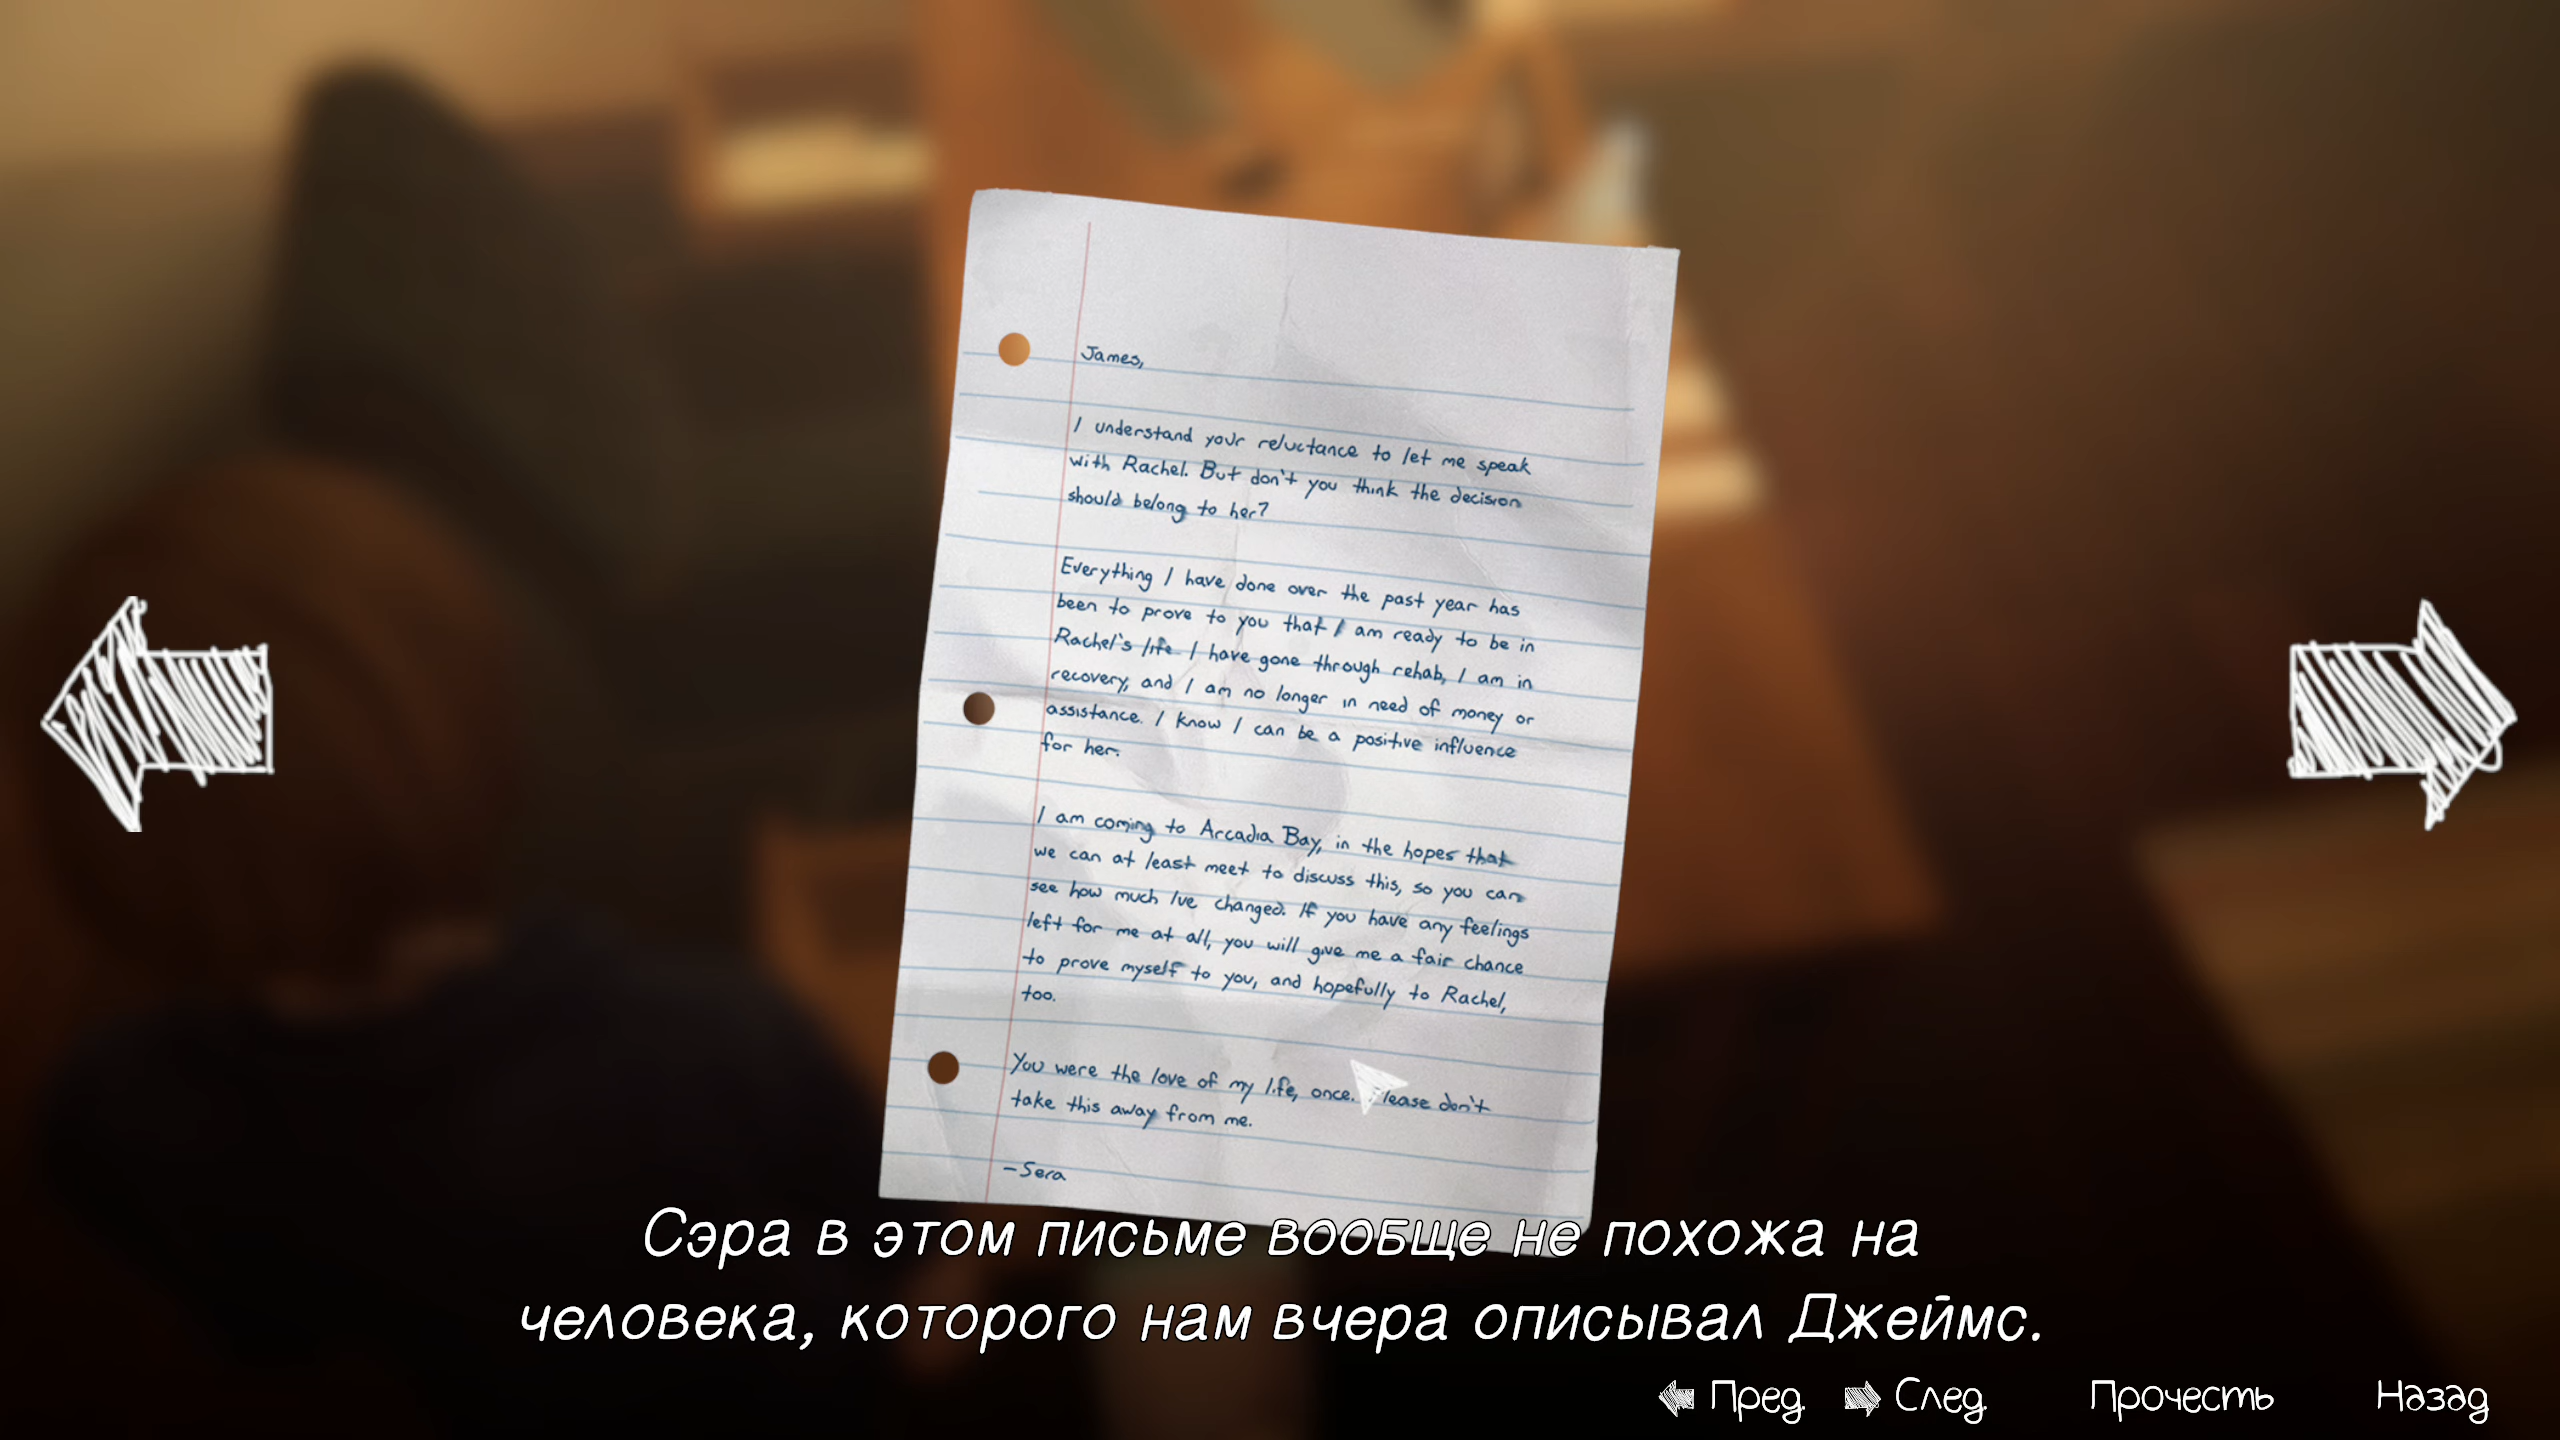 James,
I understand your reluctance to let me speak
with Rachel. But don't you think the decision
should belong to her?
Everything I have done over the past year has
been to prove to you that I am ready to be in
Rachel's life. I have gone through rehab, I am in
recovery, and I am no longer in need of money or
assistance. I know I can be a positive influence
for her.
I am coming to Arcadia Bay, in the hopes that
we can at least meet to discuss this, so you can
see how much I've changed. If you have any feelings
left for me at all, you will give me a fair chance
to prove myself to you, and hopefully to Rachel,
too.
You were the love of my life, once. Please don't
take this away from me.
-Sera
Сэра в этом письме вообще не похожа на
человека, которого нам вчера описывал Джеймс.
Пред. След. Прочесть Назад